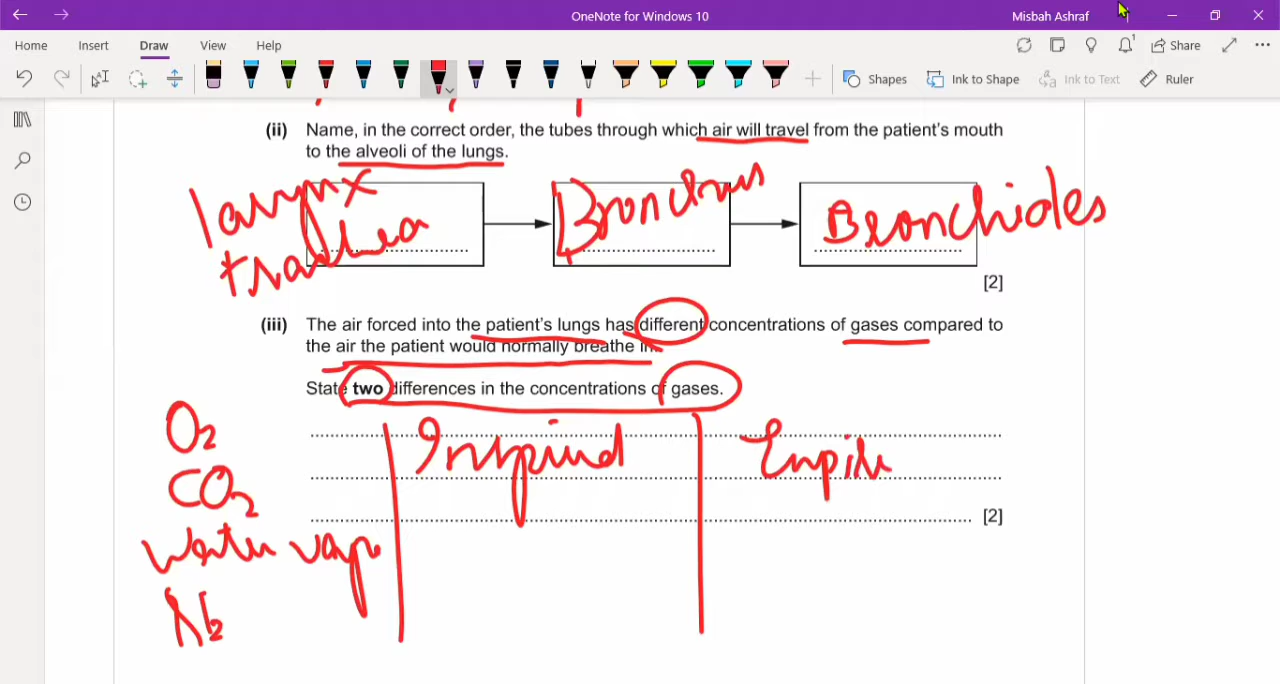 OneNote for Windows 10
Misbah Ashraf
Home Insert Draw View Help
Share
Shapes Ink to Shape Ink to Text Ruler
(ii) Name, in the correct order, the tubes through which air will travel from the patient's mouth
to the alveoli of the lungs.
larynx
trachea
Bronchus
Bronchioles
[2]
(iii) The air forced into the patient's lungs has different concentrations of gases compared to
the air the patient would normally breathe in.
State two differences in the concentrations of gases.
O2 Inspired Expire
CO2
[2]
Water vapo
N2